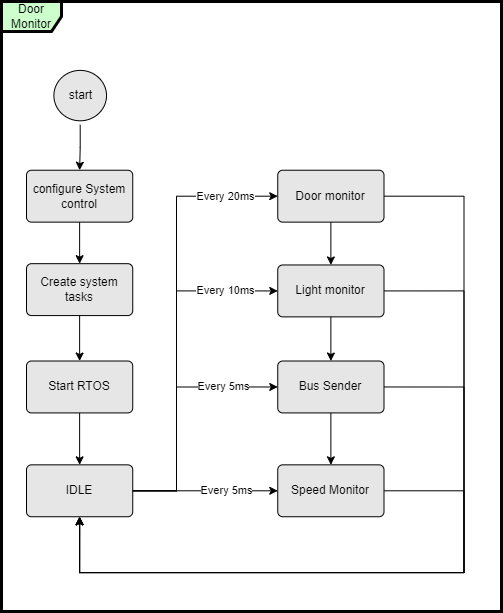 Door
Monitor
start
configure System
control
Create system
tasks
Start RTOS
IDLE
Every 20ms
Door monitor
Every 10ms
Light monitor
Every 5ms
Bus Sender
Every 5ms
Speed Monitor